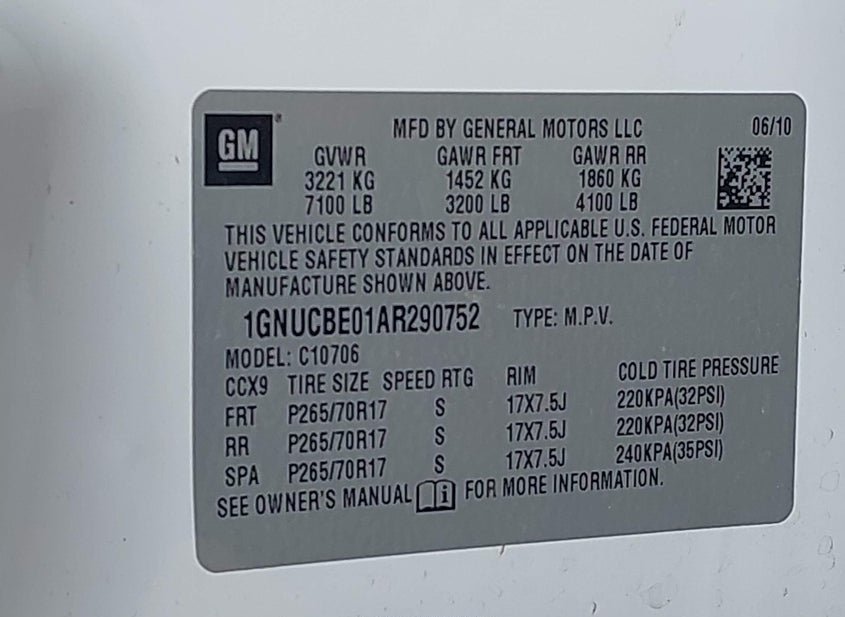 GM MFD BY GENERAL MOTORS LLC 06/10
GVWR GAWR FRT GAWR RR
3221 KG 1452 KG 1860 KG
7100 LB 3200 LB 4100 LB
THIS VEHICLE CONFORMS TO ALL APPLICABLE U.S. FEDERAL MOTOR
VEHICLE SAFETY STANDARDS IN EFFECT ON THE DATE OF
MANUFACTURE SHOWN ABOVE.
1GNUCBE01AR290752 TYPE: M.P.V.
MODEL: C10706
CCX9 TIRE SIZE SPEED RTG RIM COLD TIRE PRESSURE
FRT P265/70R17 S 17X7.5J 220KPA(32PSI)
RR P265/70R17 S 17X7.5J 220KPA(32PSI)
SPA P265/70R17 S 17X7.5J 240KPA(35PSI)
SEE OWNER'S MANUAL i FOR MORE INFORMATION.